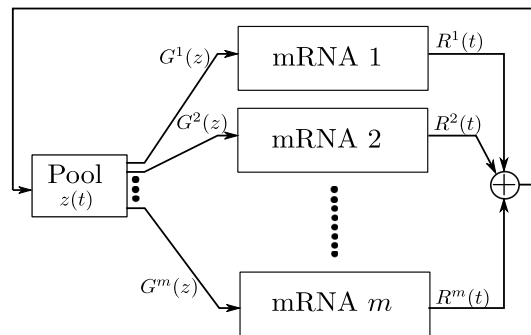 G¹(z)
mRNA 1
R¹(t)
G²(z)
mRNA 2
R²(t)
Pool
z(t)
Gᵐ(z)
mRNA m
Rᵐ(t)